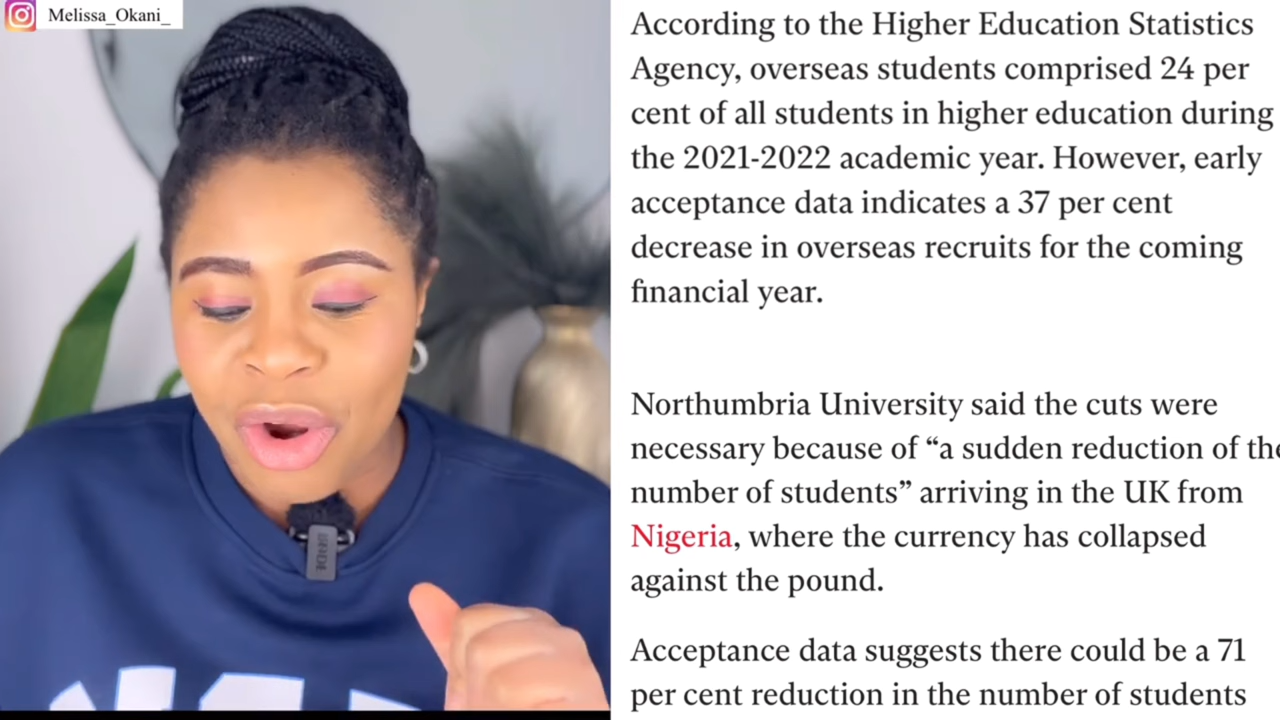 Melissa_Okani_
According to the Higher Education Statistics
Agency, overseas students comprised 24 per
cent of all students in higher education during
the 2021-2022 academic year. However, early
acceptance data indicates a 37 per cent
decrease in overseas recruits for the coming
financial year.
Northumbria University said the cuts were
necessary because of “a sudden reduction of the
number of students” arriving in the UK from
Nigeria, where the currency has collapsed
against the pound.
Acceptance data suggests there could be a 71
per cent reduction in the number of students